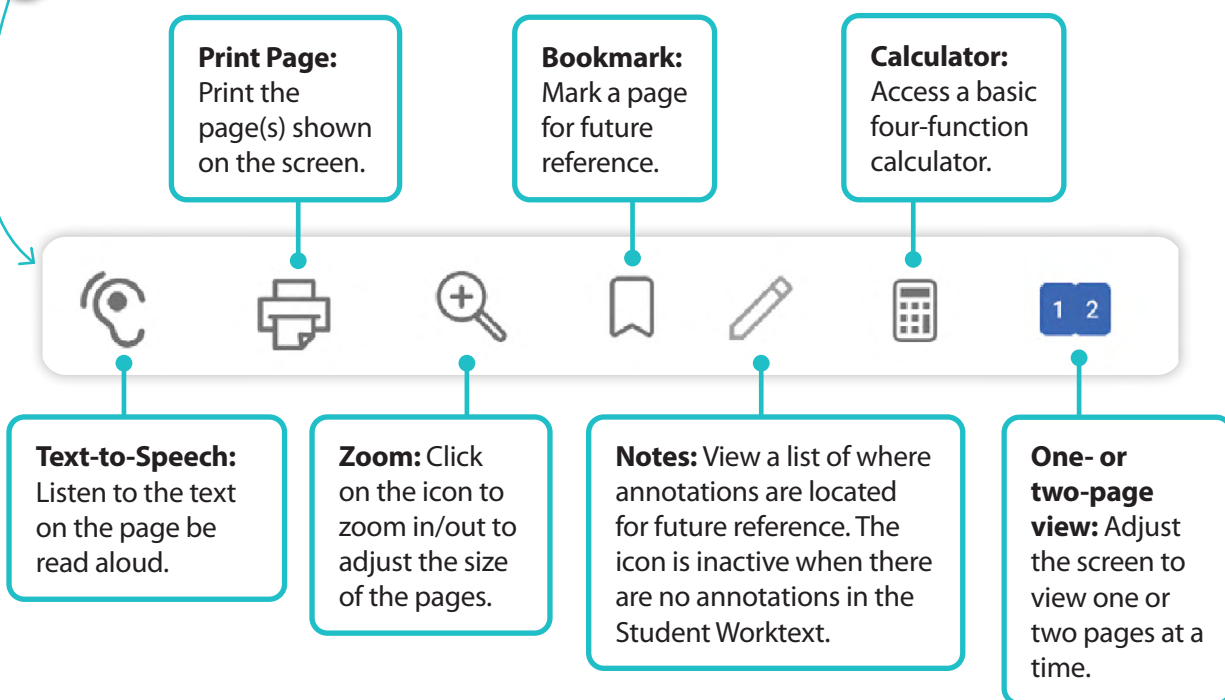 Print Page:
Print the
page(s) shown
on the screen.
Bookmark:
Mark a page
for future
reference.
Calculator:
Access a basic
four-function
calculator.
1 2
Text-to-Speech:
Listen to the text
on the page be
read aloud.
Zoom: Click
on the icon to
zoom in/out to
adjust the size
of the pages.
Notes: View a list of where
annotations are located
for future reference. The
icon is inactive when there
are no annotations in the
Student Worktext.
One- or
two-page
view: Adjust
the screen to
view one or
two pages at a
time.